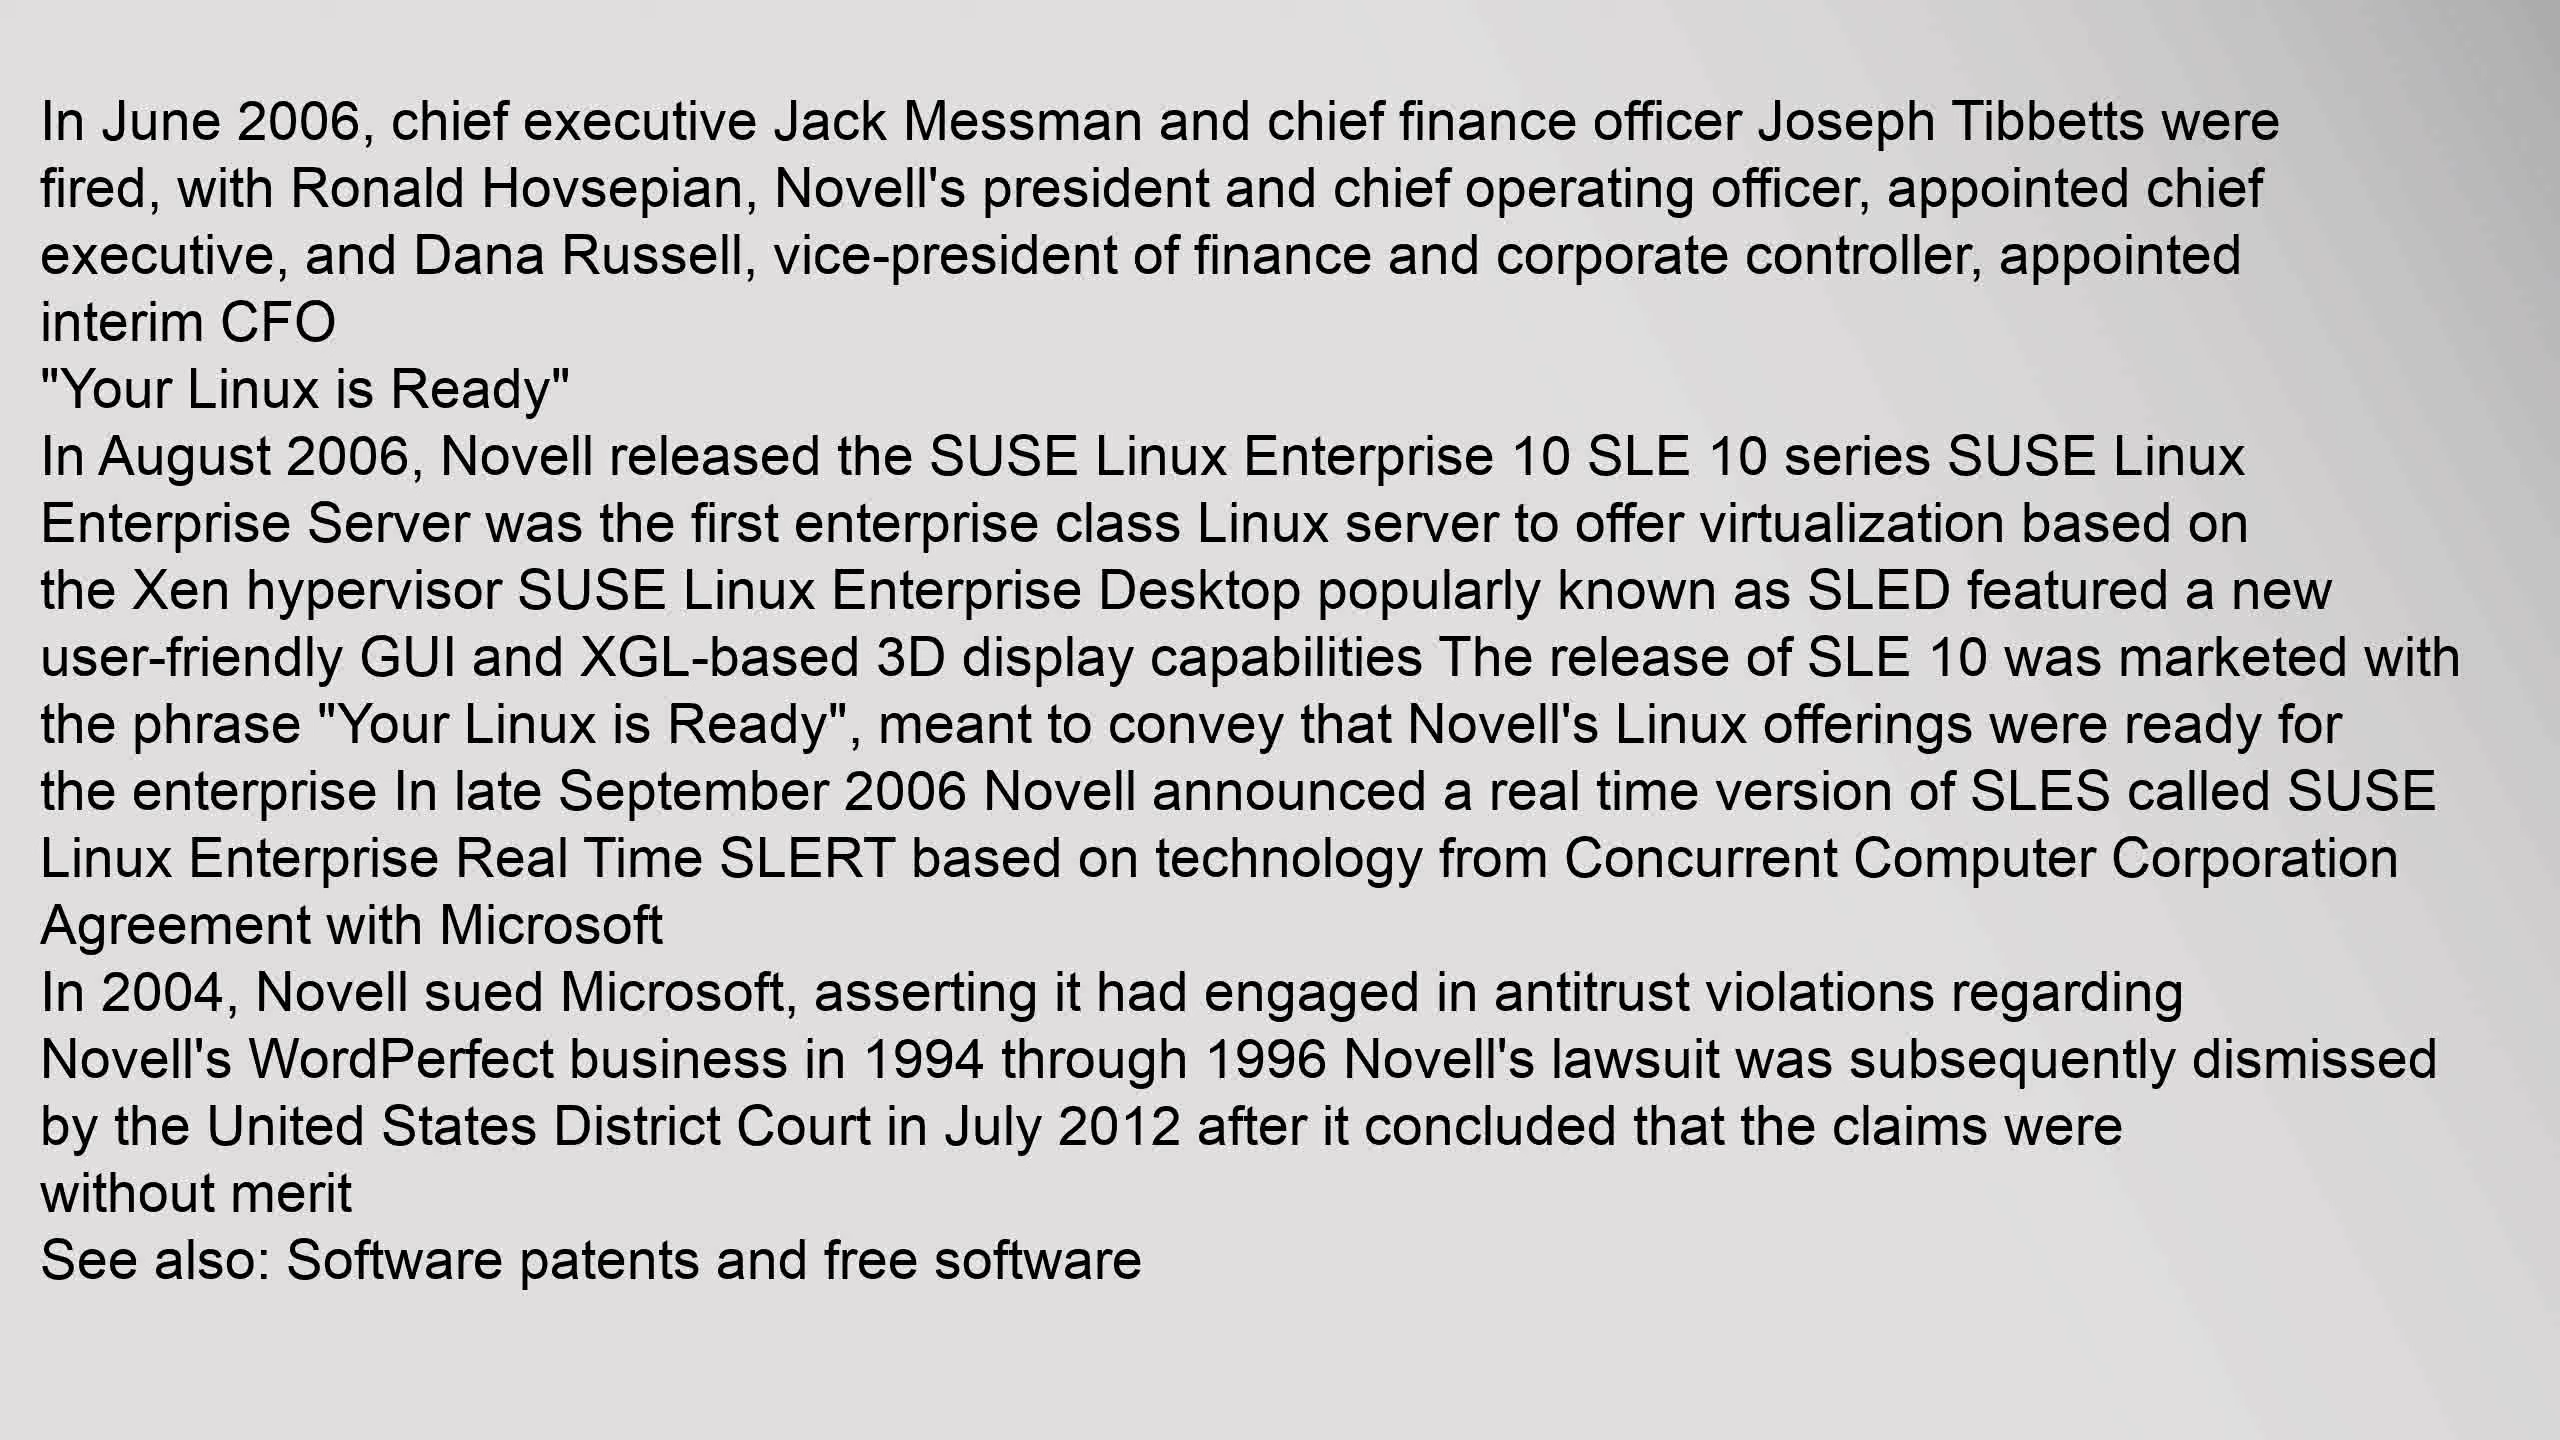 In June 2006, chief executive Jack Messman and chief finance officer Joseph Tibbetts were
fired, with Ronald Hovsepian, Novell's president and chief operating officer, appointed chief
executive, and Dana Russell, vice-president of finance and corporate controller, appointed
interim CFO
"Your Linux is Ready"
In August 2006, Novell released the SUSE Linux Enterprise 10 SLE 10 series SUSE Linux
Enterprise Server was the first enterprise class Linux server to offer virtualization based on
the Xen hypervisor SUSE Linux Enterprise Desktop popularly known as SLED featured a new
user-friendly GUI and XGL-based 3D display capabilities The release of SLE 10 was marketed with
the phrase "Your Linux is Ready", meant to convey that Novell's Linux offerings were ready for
the enterprise In late September 2006 Novell announced a real time version of SLES called SUSE
Linux Enterprise Real Time SLERT based on technology from Concurrent Computer Corporation
Agreement with Microsoft
In 2004, Novell sued Microsoft, asserting it had engaged in antitrust violations regarding
Novell's WordPerfect business in 1994 through 1996 Novell's lawsuit was subsequently dismissed
by the United States District Court in July 2012 after it concluded that the claims were
without merit
See also: Software patents and free software